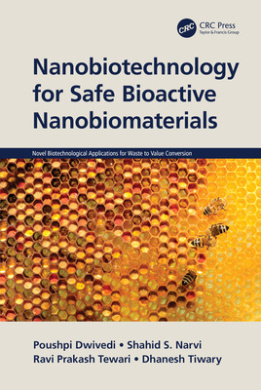 CRC Press
Taylor & Francis Group
Nanobiotechnology
for Safe Bioactive
Nanobiomaterials
Novel Biotechnological Applications for Waste to Value Conversion
Poushpi Dwivedi • Shahid S. Narvi
Ravi Prakash Tewari • Dhanesh Tiwary